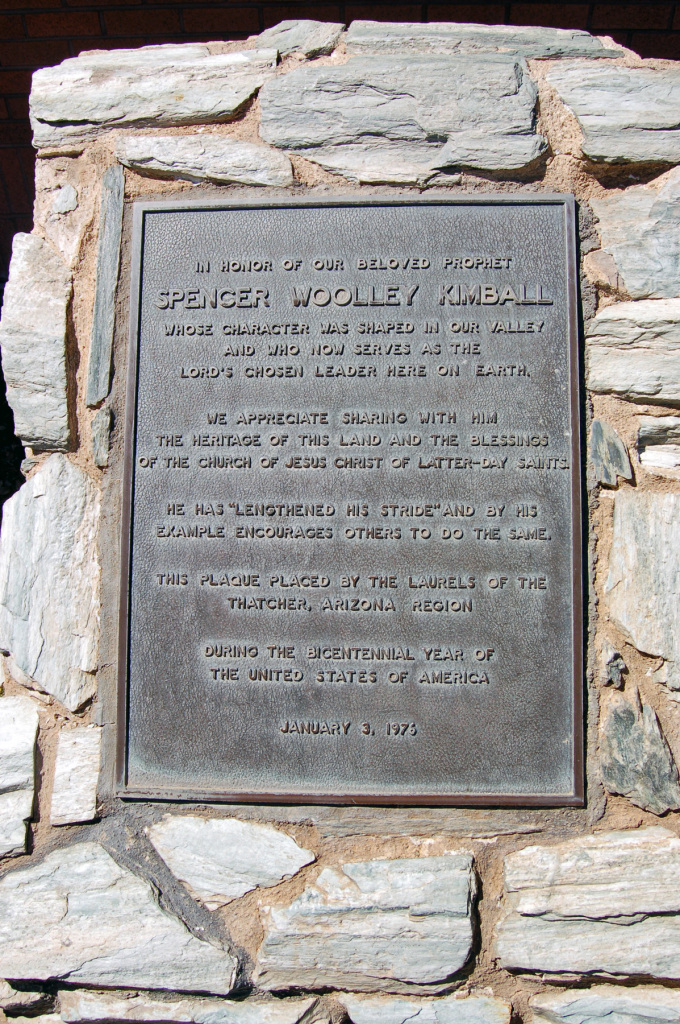 IN HONOR OF OUR BELOVED PROPHET
SPENCER WOOLLEY KIMBALL
WHOSE CHARACTER WAS SHAPED IN OUR VALLEY
AND WHO NOW SERVES AS THE
LORD'S CHOSEN LEADER HERE ON EARTH.
WE APPRECIATE SHARING WITH HIM
THE HERITAGE OF THIS LAND AND THE BLESSINGS
OF THE CHURCH OF JESUS CHRIST OF LATTER-DAY SAINTS.
HE HAS "LENGTHENED HIS STRIDE" AND BY HIS
EXAMPLE ENCOURAGES OTHERS TO DO THE SAME.
THIS PLAQUE PLACED BY THE LAURELS OF THE
THATCHER, ARIZONA REGION
DURING THE BICENTENNIAL YEAR OF
THE UNITED STATES OF AMERICA
JANUARY 3, 1976